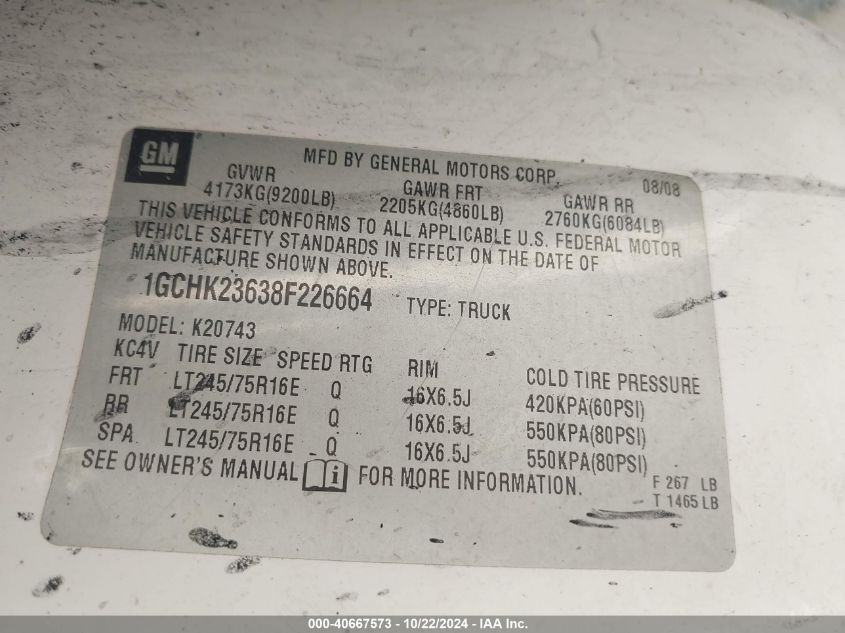 GM
MFD BY GENERAL MOTORS CORP. 08/08
GVWR GAWR FRT GAWR RR
4173KG(9200LB) 2205KG(4860LB) 2760KG(6084LB)
THIS VEHICLE CONFORMS TO ALL APPLICABLE U.S. FEDERAL MOTOR
VEHICLE SAFETY STANDARDS IN EFFECT ON THE DATE OF
MANUFACTURE SHOWN ABOVE.
1GCHK23638F226664 TYPE: TRUCK
MODEL: K20743
KC4V TIRE SIZE SPEED RTG RIM COLD TIRE PRESSURE
FRT LT245/75R16E Q 16X6.5J 420KPA(60PSI)
RR LT245/75R16E Q 16X6.5J 550KPA(80PSI)
SPA LT245/75R16E Q 16X6.5J 550KPA(80PSI)
SEE OWNER'S MANUAL i FOR MORE INFORMATION.
F 267 LB
T 1465 LB
000-40667573 - 10/22/2024 - IAA Inc.